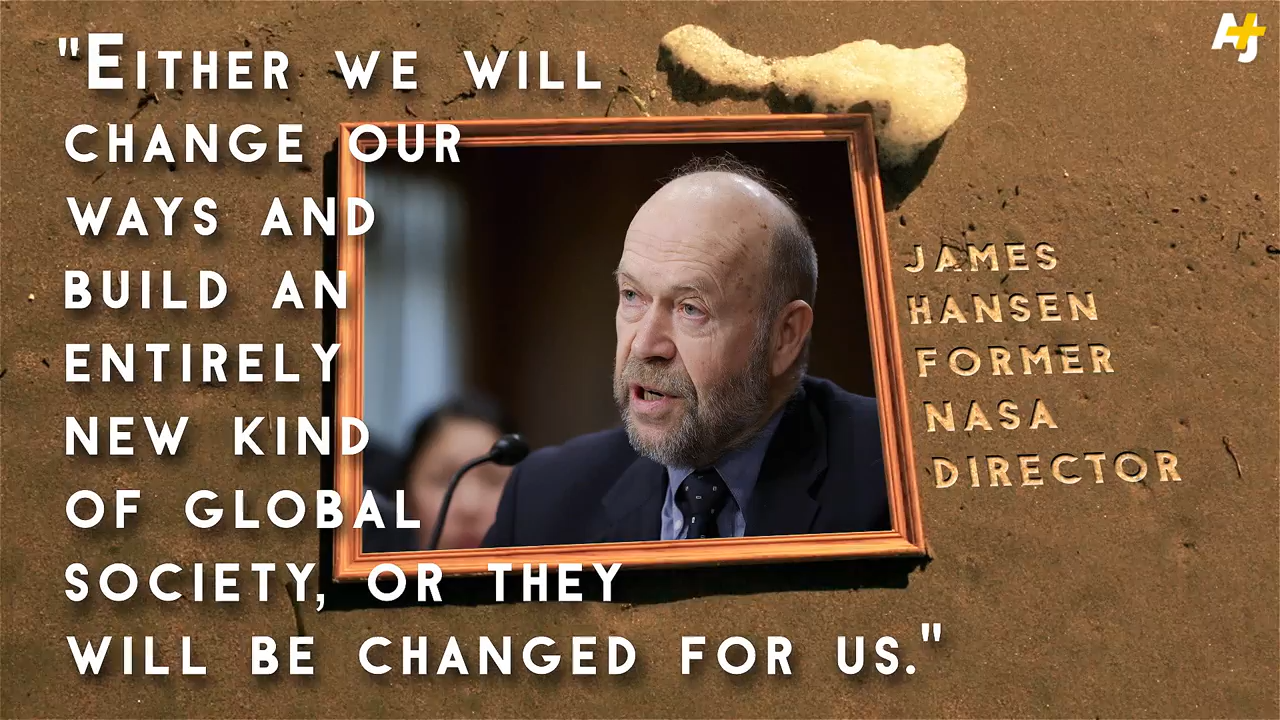 "EITHER WE WILL
CHANGE OUR
WAYS AND
BUILD AN
ENTIRELY
NEW KIND
OF GLOBAL
SOCIETY, OR THEY
WILL BE CHANGED FOR US."
JAMES
HANSEN
FORMER
NASA
DIRECTOR
AJ+